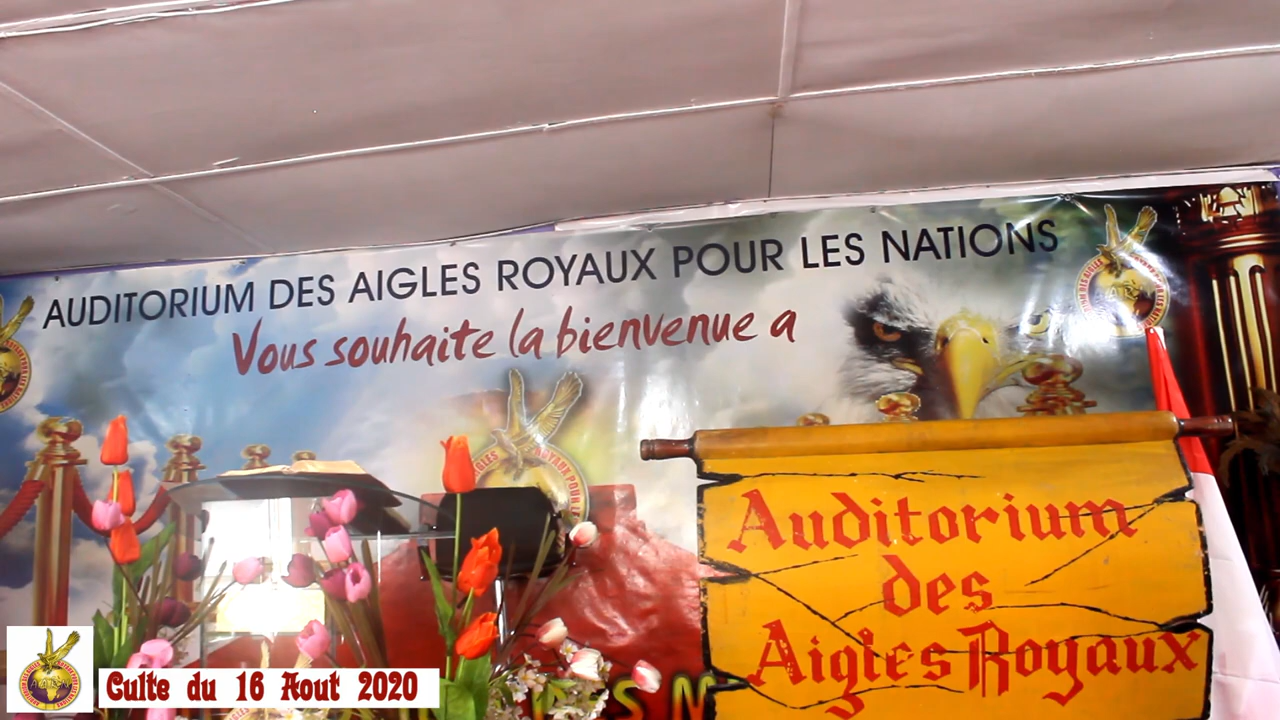 AUDITORIUM DES AIGLES ROYAUX POUR LES NATIONS
Vous souhaite la bienvenue a
Auditorium
des
Aigles Royaux
Culte du 16 Aout 2020